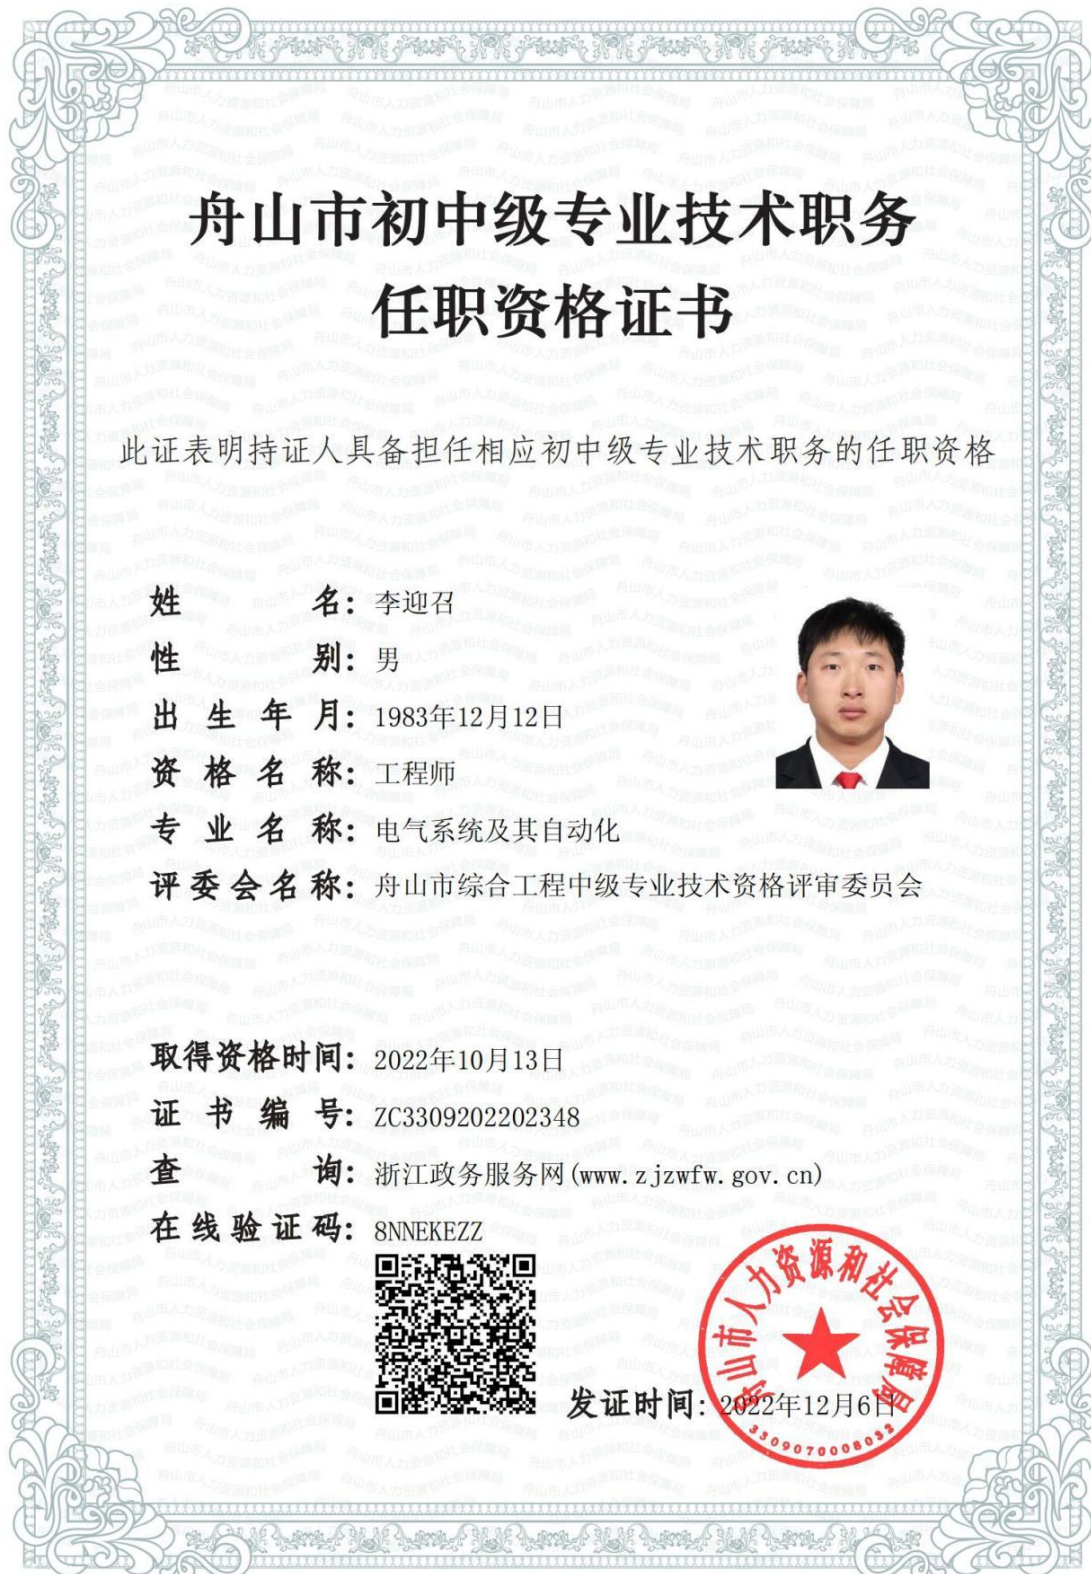 舟山市初中级专业技术职务
任职资格证书
此证表明持证人具备担任相应初中级专业技术职务的任职资格
姓名：李迎召
性别：男
出生年月：1983年12月12日
资格名称：工程师
专业名称：电气系统及其自动化
评委会名称：舟山市综合工程中级专业技术资格评审委员会
取得资格时间：2022年10月13日
证书编号：ZC3309202202348
查询：浙江政务服务网(www.zjzwfw.gov.cn)
在线验证码：8NNEKEZZ
舟山市人力资源和社会保障局
发证时间：2022年12月6日
3309070008032